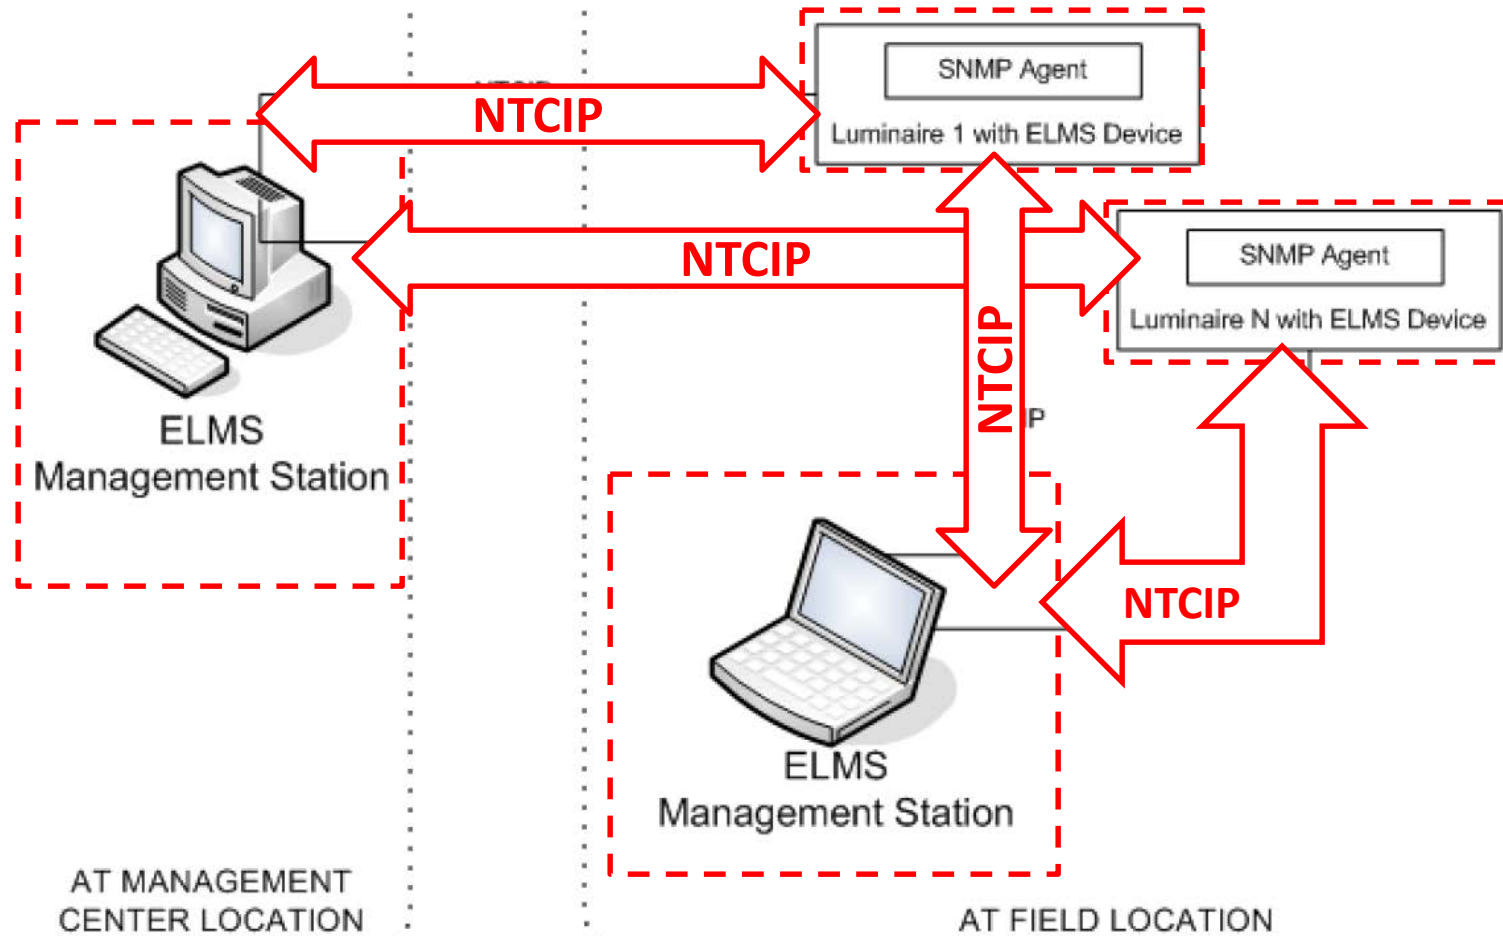 SNMP Agent
NTCIP
Luminaire 1 with ELMS Device
NTCIP
SNMP Agent
Luminaire N with ELMS Device
NTCIP
IP
ELMS
Management Station
NTCIP
ELMS
Management Station
AT MANAGEMENT
CENTER LOCATION
AT FIELD LOCATION